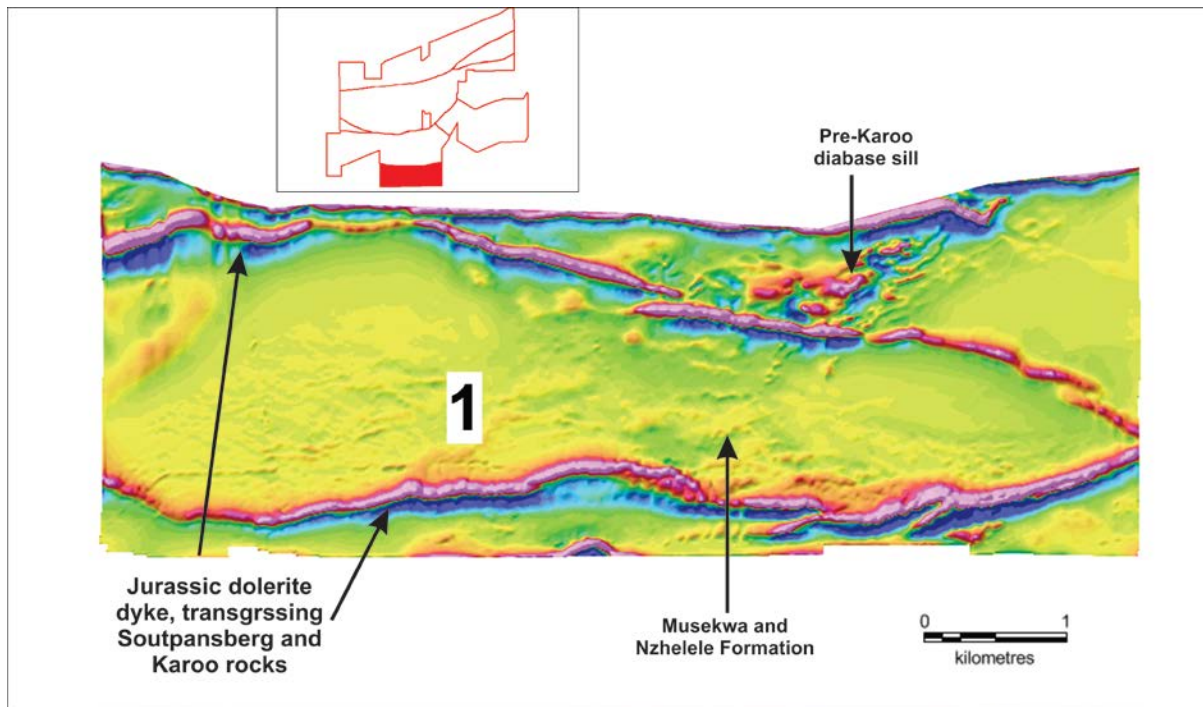 Pre-Karoo
diabase sill
1
Jurassic dolerite
dyke, transgrssing
Soutpansberg and
Karoo rocks
Musekwa and
Nzhelele Formation
0 1
kilometres